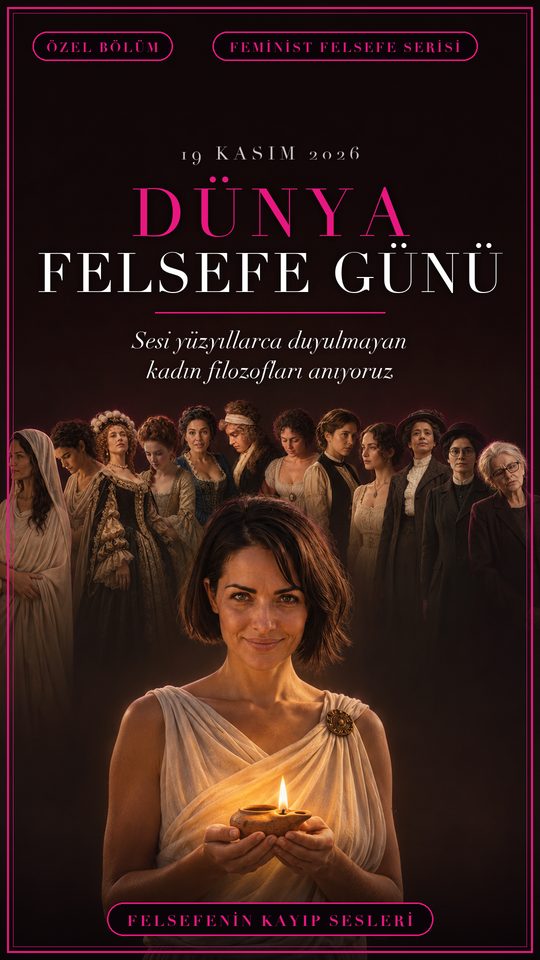 ÖZEL BÖLÜM
FEMİNİST FELSEFE SERİSİ
19 KASIM 2026
DÜNYA
FELSEFE GÜNÜ
Sesi yüzyıllarca duyulmayan
kadın filozofları anıyoruz
FELSEFENİN KAYIP SESLERİ